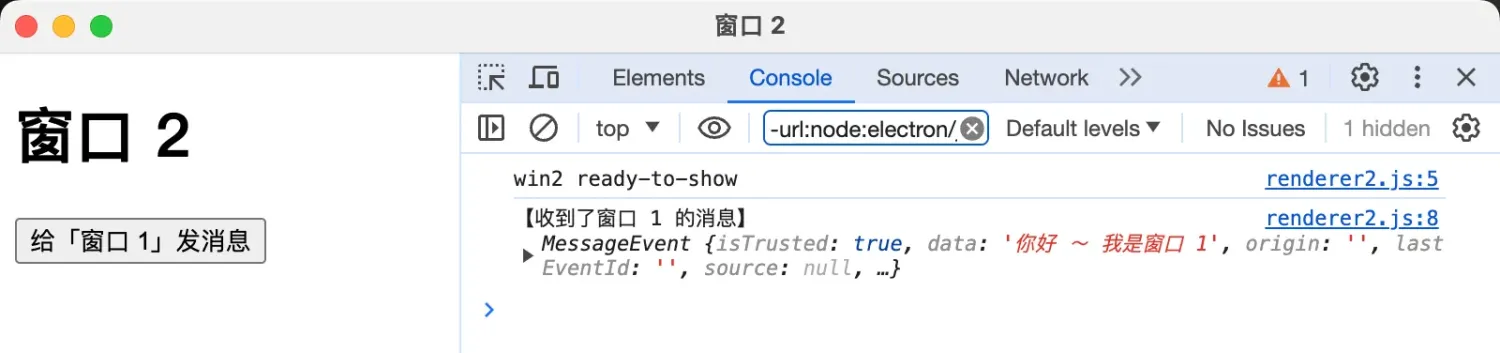 窗口 2
窗口 2
给「窗口 1」发消息
Elements Console Sources Network 1
top -url:node:electron/ Default levels No Issues 1 hidden
win2 ready-to-show renderer2.js:5
【收到了窗口 1 的消息】 renderer2.js:8
MessageEvent {isTrusted: true, data: '你好 ～ 我是窗口 1', origin: '', last
EventId: '', source: null, …}